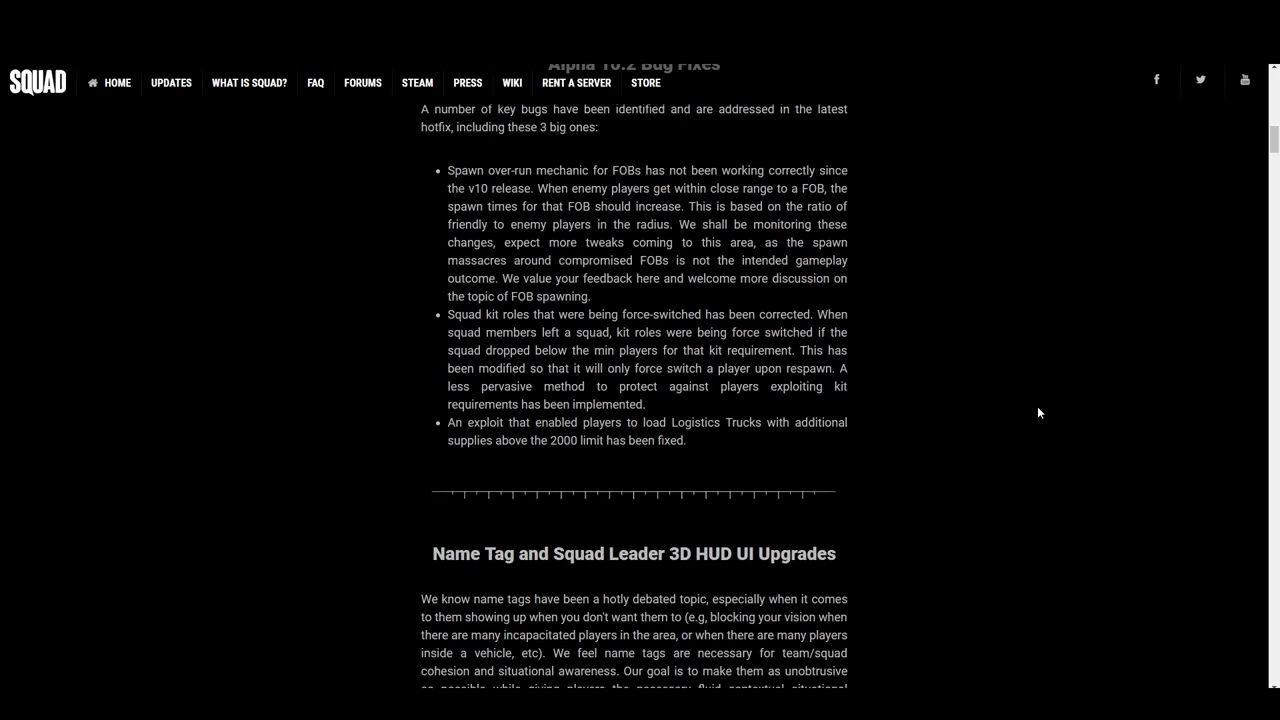 Alpha 10.2 Bug Fixes
SQUAD
HOME UPDATES WHAT IS SQUAD? FAQ FORUMS STEAM PRESS WIKI RENT A SERVER STORE
A number of key bugs have been identified and are addressed in the latest
hotfix, including these 3 big ones:
• Spawn over-run mechanic for FOBs has not been working correctly since
the v10 release. When enemy players get within close range to a FOB, the
spawn times for that FOB should increase. This is based on the ratio of
friendly to enemy players in the radius. We shall be monitoring these
changes, expect more tweaks coming to this area, as the spawn
massacres around compromised FOBs is not the intended gameplay
outcome. We value your feedback here and welcome more discussion on
the topic of FOB spawning.
• Squad kit roles that were being force-switched has been corrected. When
squad members left a squad, kit roles were being force switched if the
squad dropped below the min players for that kit requirement. This has
been modified so that it will only force switch a player upon respawn. A
less pervasive method to protect against players exploiting kit
requirements has been implemented.
• An exploit that enabled players to load Logistics Trucks with additional
supplies above the 2000 limit has been fixed.
Name Tag and Squad Leader 3D HUD UI Upgrades
We know name tags have been a hotly debated topic, especially when it comes
to them showing up when you don't want them to (e.g, blocking your vision when
there are many incapacitated players in the area, or when there are many players
inside a vehicle, etc). We feel name tags are necessary for team/squad
cohesion and situational awareness. Our goal is to make them as unobtrusive
as possible while giving players the necessary fluid contextual situational